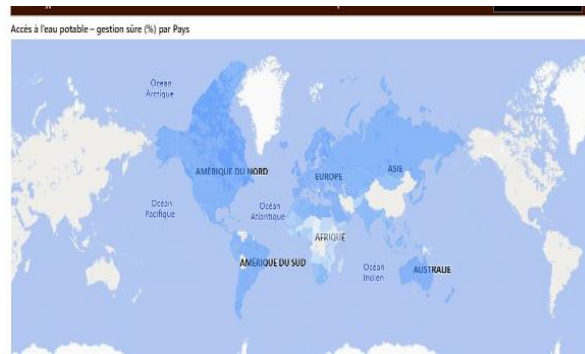 Accès à l'eau potable – gestion sûre (%) par Pays
Océan
Arctique
AMÉRIQUE DU NORD
EUROPE
ASIE
Océan
Pacifique
Océan
Atlantique
AFRIQUE
AMÉRIQUE DU SUD
Océan
Indien
AUSTRALIE